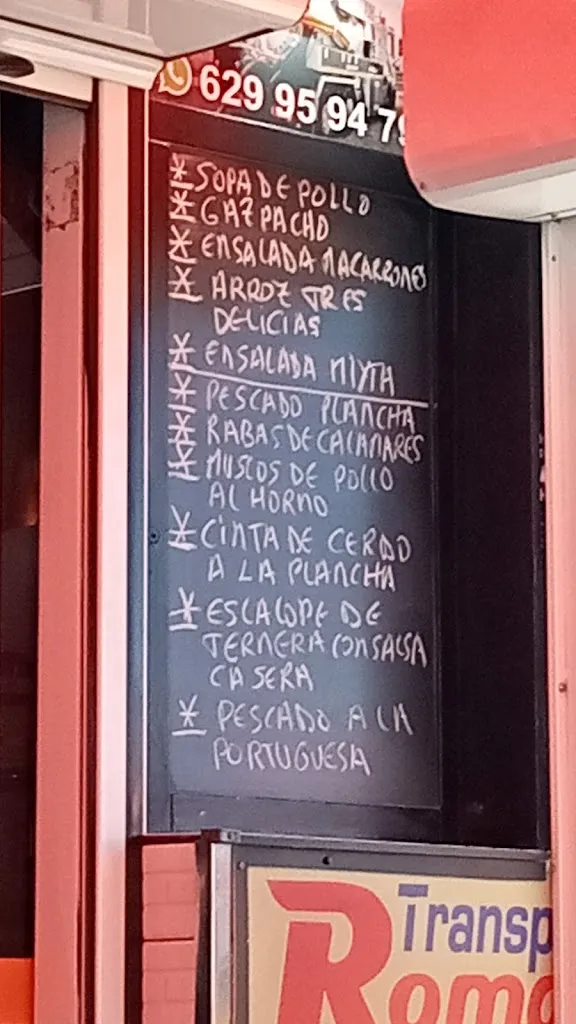 629 95 94 79
* SOPA DE POLLO
* GAZPACHO
* ENSALADA MACARRONES
* ARROZ TRES
DELICIAS
* ENSALADA MIXTA
* PESCADO PLANCHA
* RABAS DE CALAMARES
* MUSLOS DE POLLO
AL HORNO
* CINTA DE CERDO
A LA PLANCHA
* ESCALOPE DE
TERNERA CON SALSA
CASERA
* PESCADO A LA
PORTUGUESA
Transp
Rom